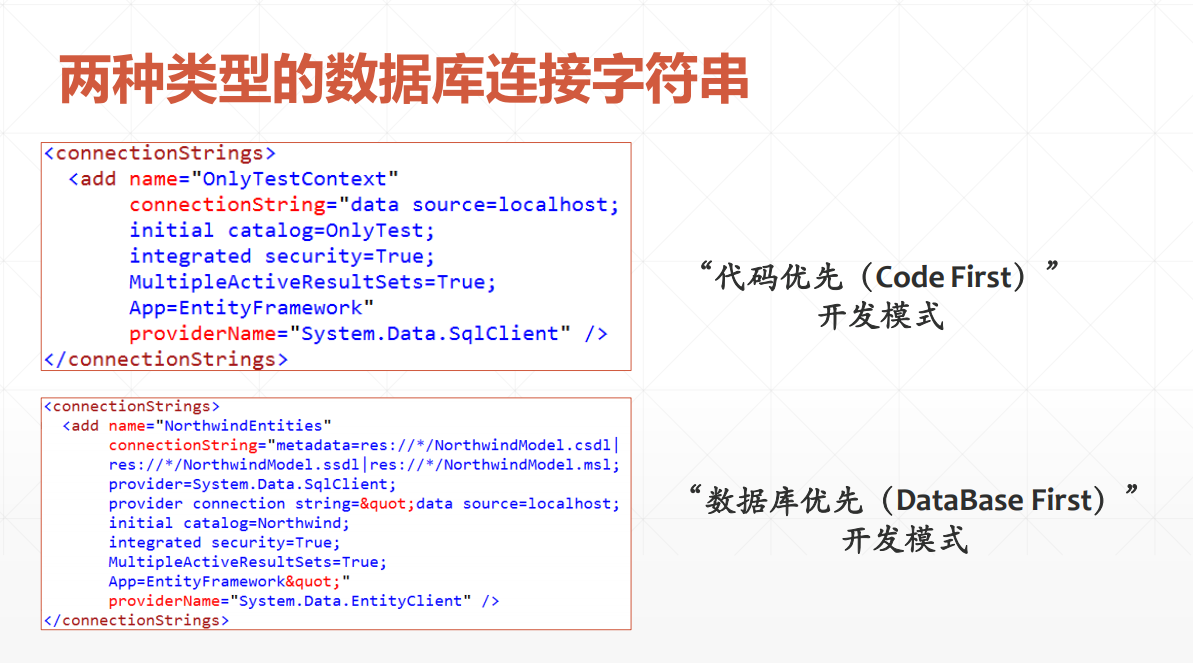 两种类型的数据库连接字符串
<connectionStrings>
<add name="OnlyTestContext"
connectionString="data source=localhost;
initial catalog=OnlyTest;
integrated security=True;
MultipleActiveResultSets=True;
App=EntityFramework"
providerName="System.Data.SqlClient" />
</connectionStrings>
“代码优先（Code First）”
开发模式
<connectionStrings>
<add name="NorthwindEntities"
connectionString="metadata=res://*/NorthwindModel.csdl|
res://*/NorthwindModel.ssdl|res://*/NorthwindModel.msl;
provider=System.Data.SqlClient;
provider connection string=&quot;data source=localhost;
initial catalog=Northwind;
integrated security=True;
MultipleActiveResultSets=True;
App=EntityFramework&quot;"
providerName="System.Data.EntityClient" />
</connectionStrings>
“数据库优先（DataBase First）”
开发模式